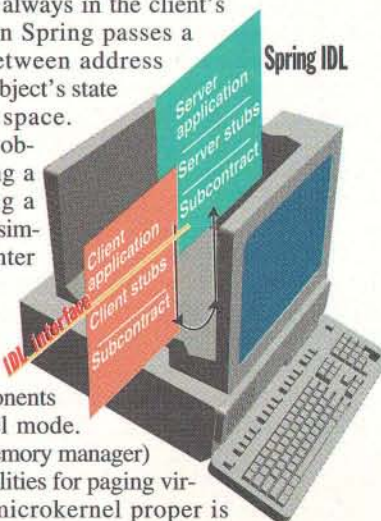 always in the client's
n Spring passes a
etween address
bject's state
space.
ob-
ng a
g a
sim-
nter
onents
l mode.
emory manager)
lities for paging vir-
microkernel proper is
Spring IDL
Server
application
Server stubs
Subcontract
Client
application
Client stubs
Subcontract
IDL interface